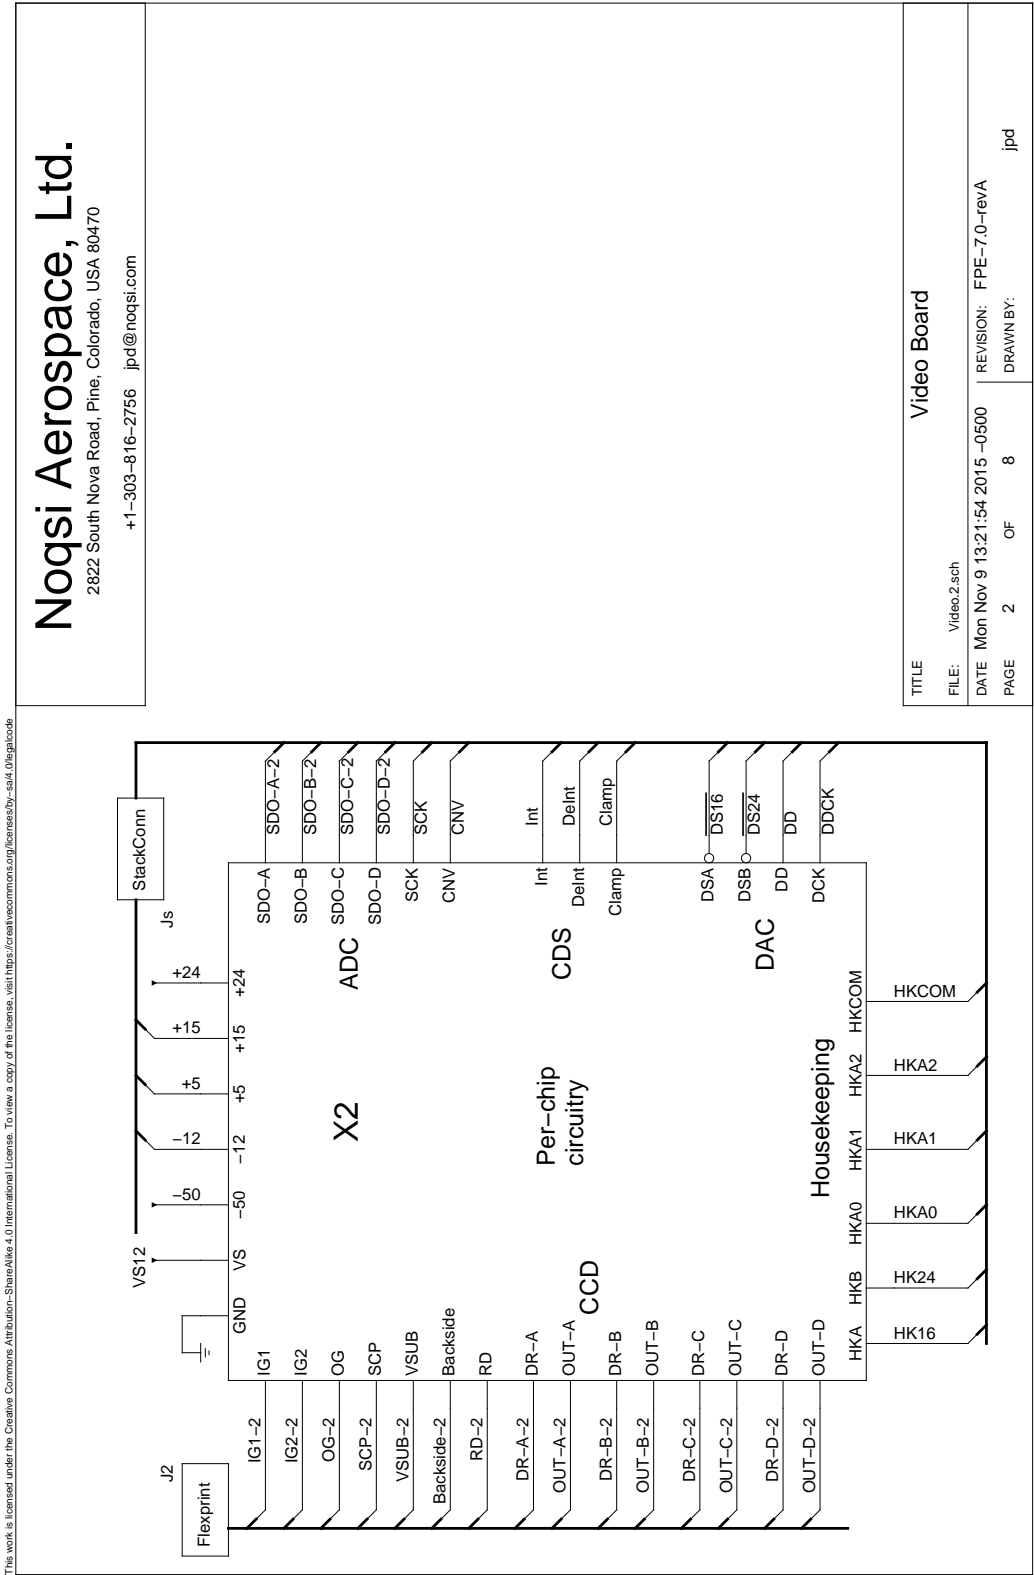 This work is licensed under the Creative Commons Attribution−ShareAlike 4.0 International License. To view a copy of the license, visit https://creativecommons.org/licenses/by−sa/4.0/legalcode
Noqsi Aerospace, Ltd.
2822 South Nova Road, Pine, Colorado, USA 80470
+1−303−816−2756 jpd@noqsi.com
J2
Flexprint
Js
StackConn
VS12
−50
−12
+5
+15
+24
GND
VS
−50
−12
+5
+15
+24
IG1−2
IG1
SDO−A
SDO−A−2
IG2−2
IG2
SDO−B
SDO−B−2
OG−2
OG
SDO−C
SDO−C−2
SCP−2
SCP
SDO−D
SDO−D−2
VSUB−2
VSUB
SCK
SCK
Backside−2
Backside
CNV
CNV
RD−2
RD
X2
ADC
DR−A−2
DR−A
Int
Int
OUT−A−2
OUT−A
DeInt
DeInt
DR−B−2
DR−B
Clamp
Clamp
OUT−B−2
OUT−B
CCD
Per−chip
circuitry
CDS
DR−C−2
DR−C
OUT−C−2
OUT−C
DSA
DS16
DR−D−2
DR−D
DSB
DS24
OUT−D−2
OUT−D
DD
DD
DCK
DDCK
DAC
Housekeeping
HKA
HKB
HKA0
HKA1
HKA2
HKCOM
HK16
HK24
HKA0
HKA1
HKA2
HKCOM
TITLE
Video Board
FILE: Video.2.sch
REVISION: FPE−7.0−revA
DATE Mon Nov 9 13:21:54 2015 −0500
PAGE 2 OF 8
DRAWN BY: jpd